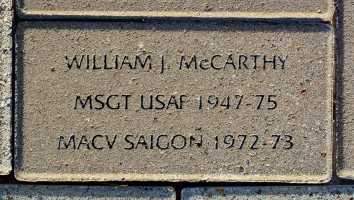 WILLIAM J. McCARTHY
MSGT USAF 1947-75
MACV SAIGON 1972-73